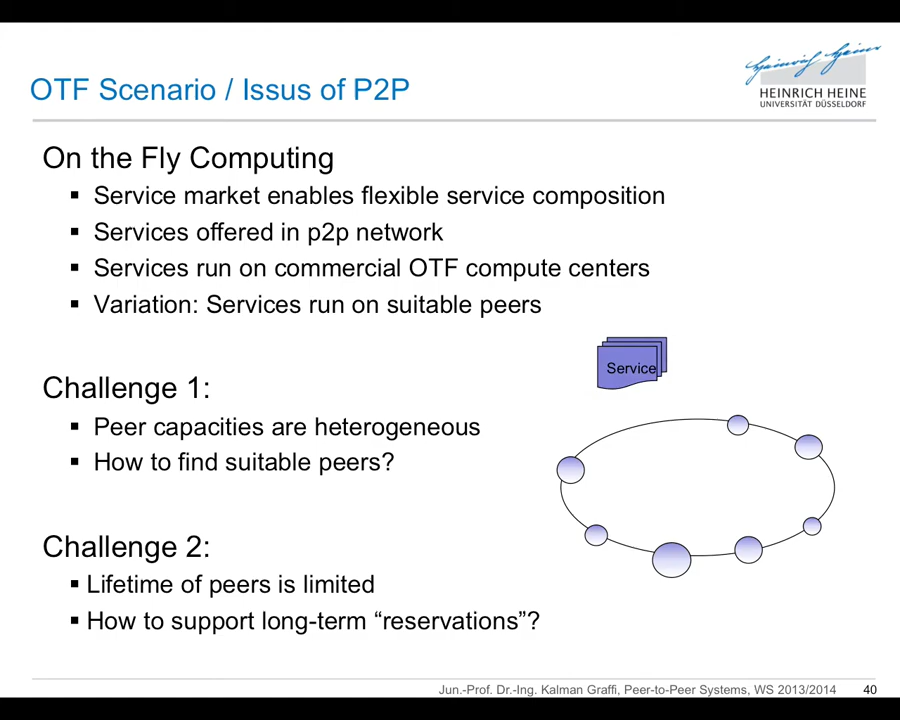 OTF Scenario / Issus of P2P
Heinrich Heine
HEINRICH HEINE
UNIVERSITÄT DÜSSELDORF
On the Fly Computing
▪ Service market enables flexible service composition
▪ Services offered in p2p network
▪ Services run on commercial OTF compute centers
▪ Variation: Services run on suitable peers
Service
Challenge 1:
▪ Peer capacities are heterogeneous
▪ How to find suitable peers?
Challenge 2:
▪ Lifetime of peers is limited
▪ How to support long-term “reservations”?
Jun.-Prof. Dr.-Ing. Kalman Graffi, Peer-to-Peer Systems, WS 2013/2014 40